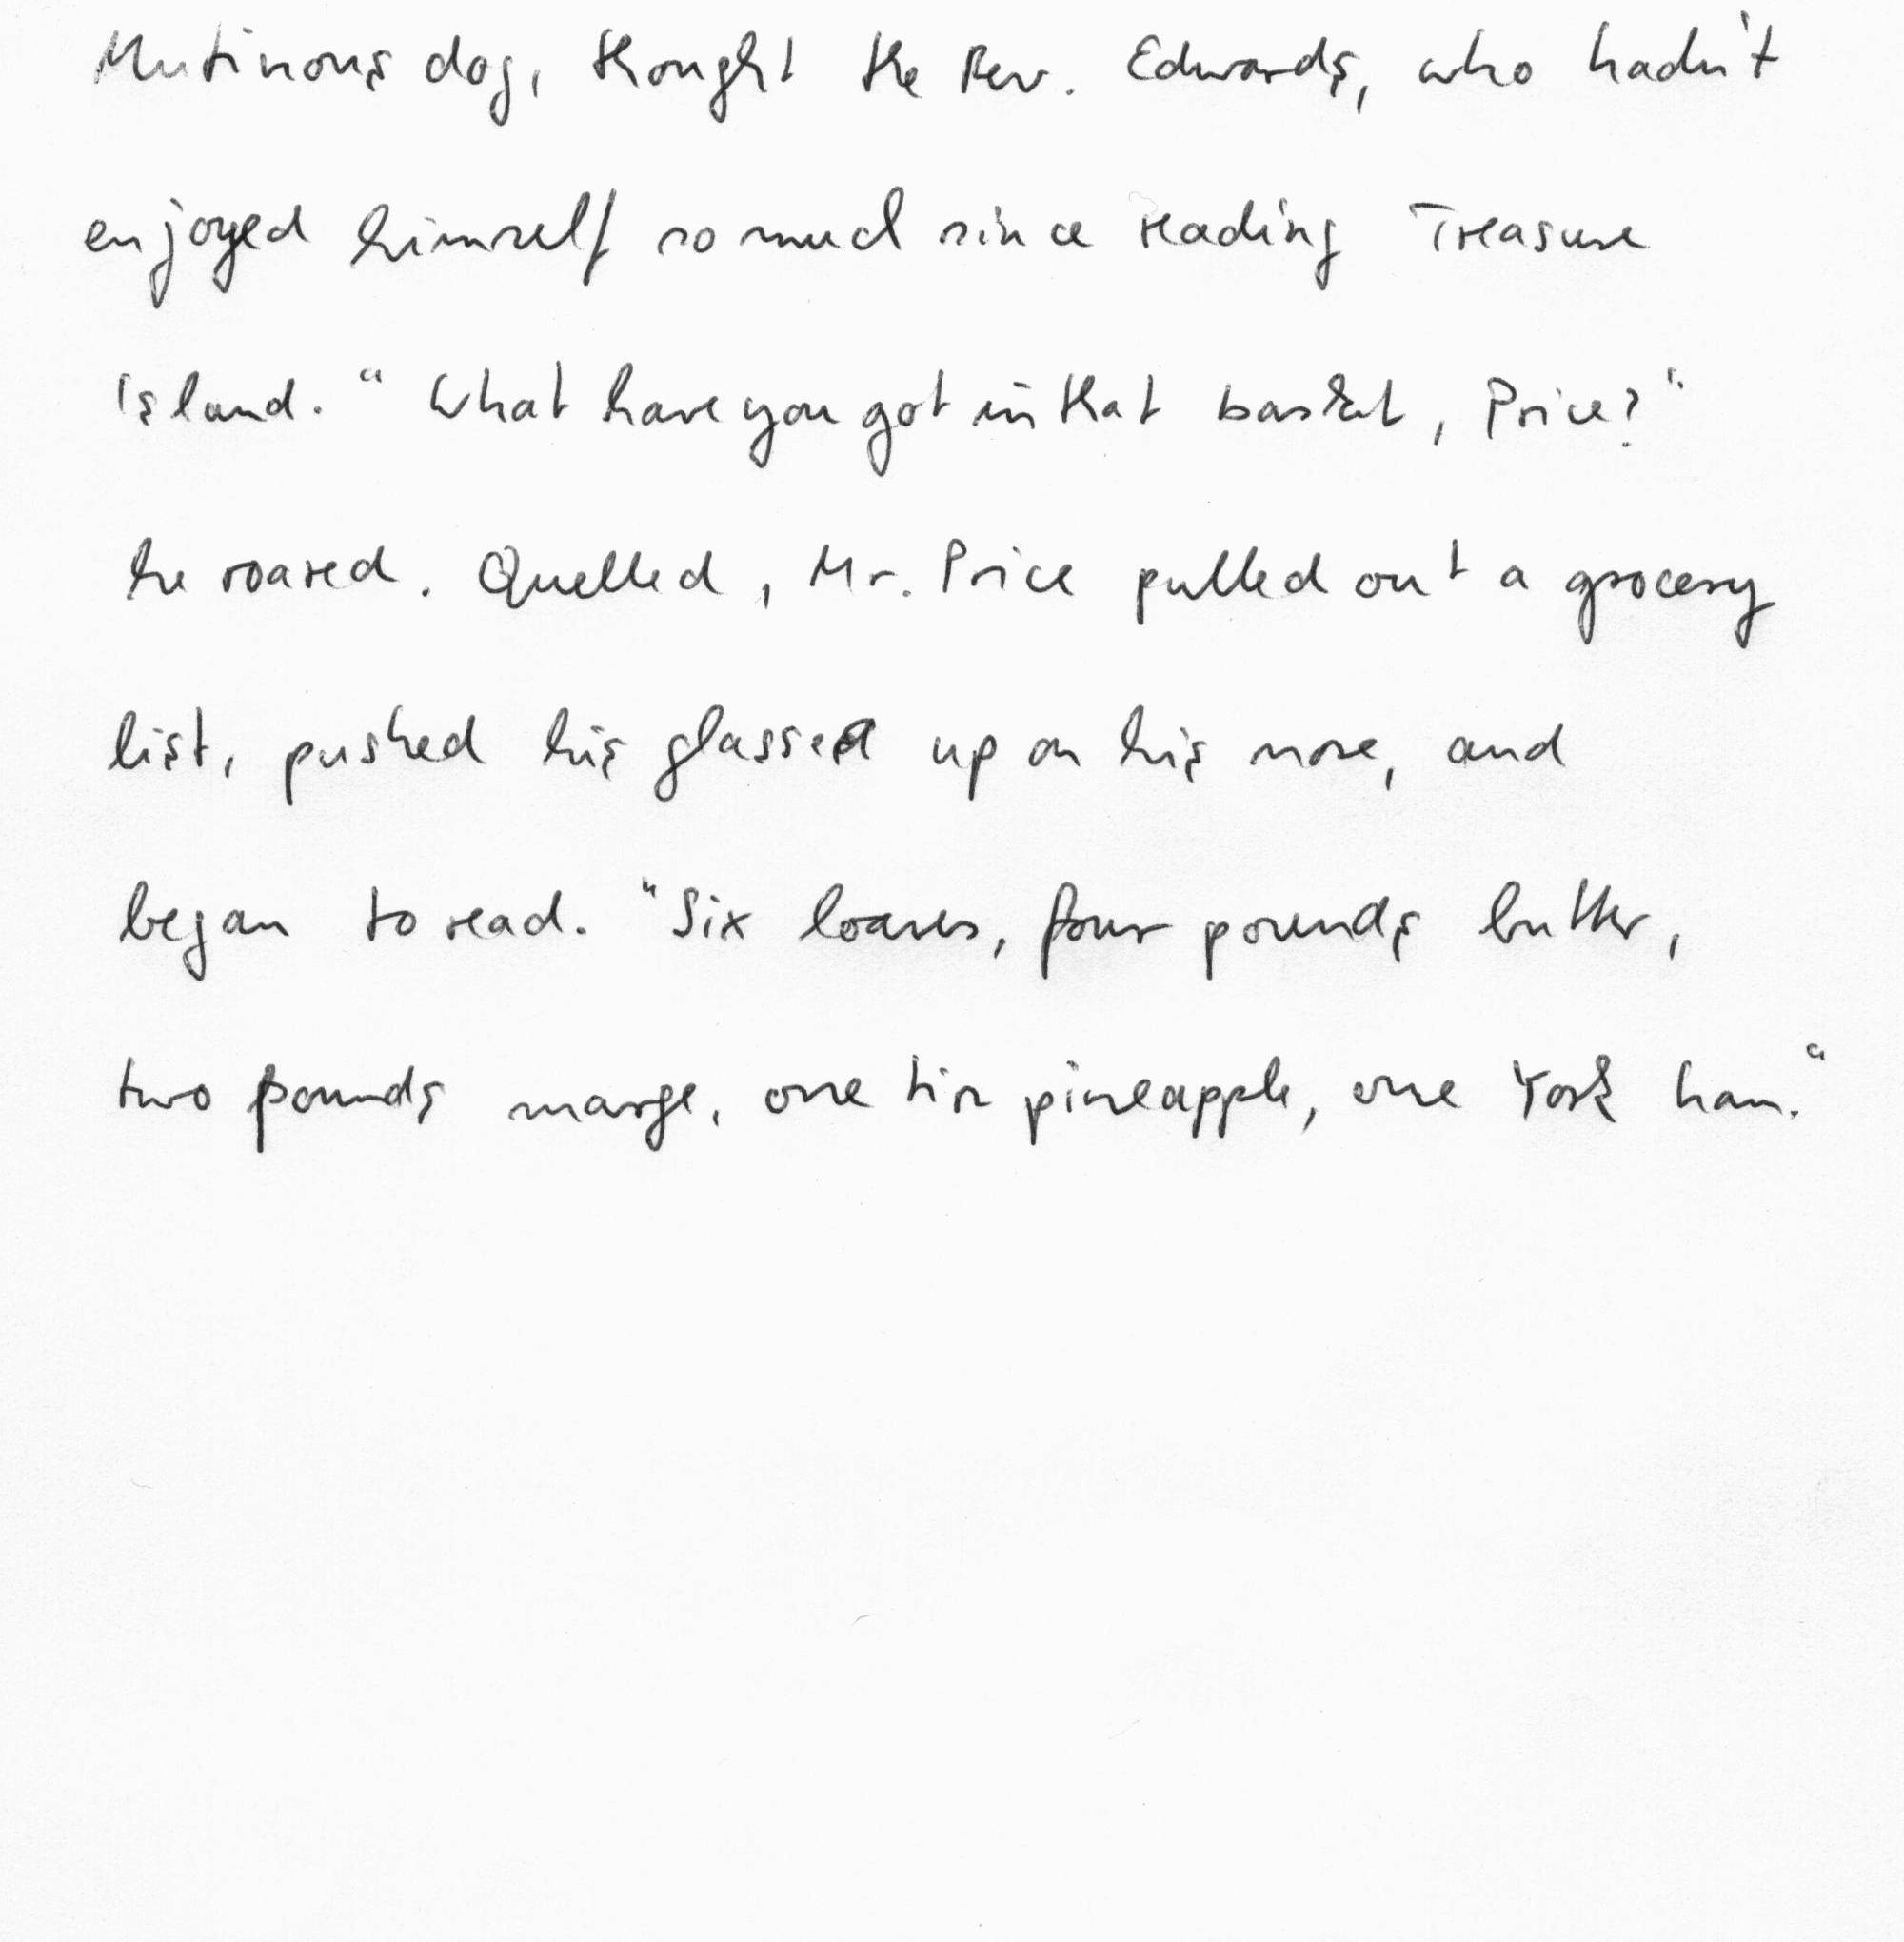 Mutinous dog, thought the Rev. Edwards, who hadn't
enjoyed himself so much since reading Treasure
Island. "What have you got in that basket, Price?"
he roared. Quelled, Mr. Price pulled out a grocery
list, pushed his glasses up on his nose, and
began to read. "Six loaves, four pounds butter,
two pounds marge, one tin pineapple, one York ham."